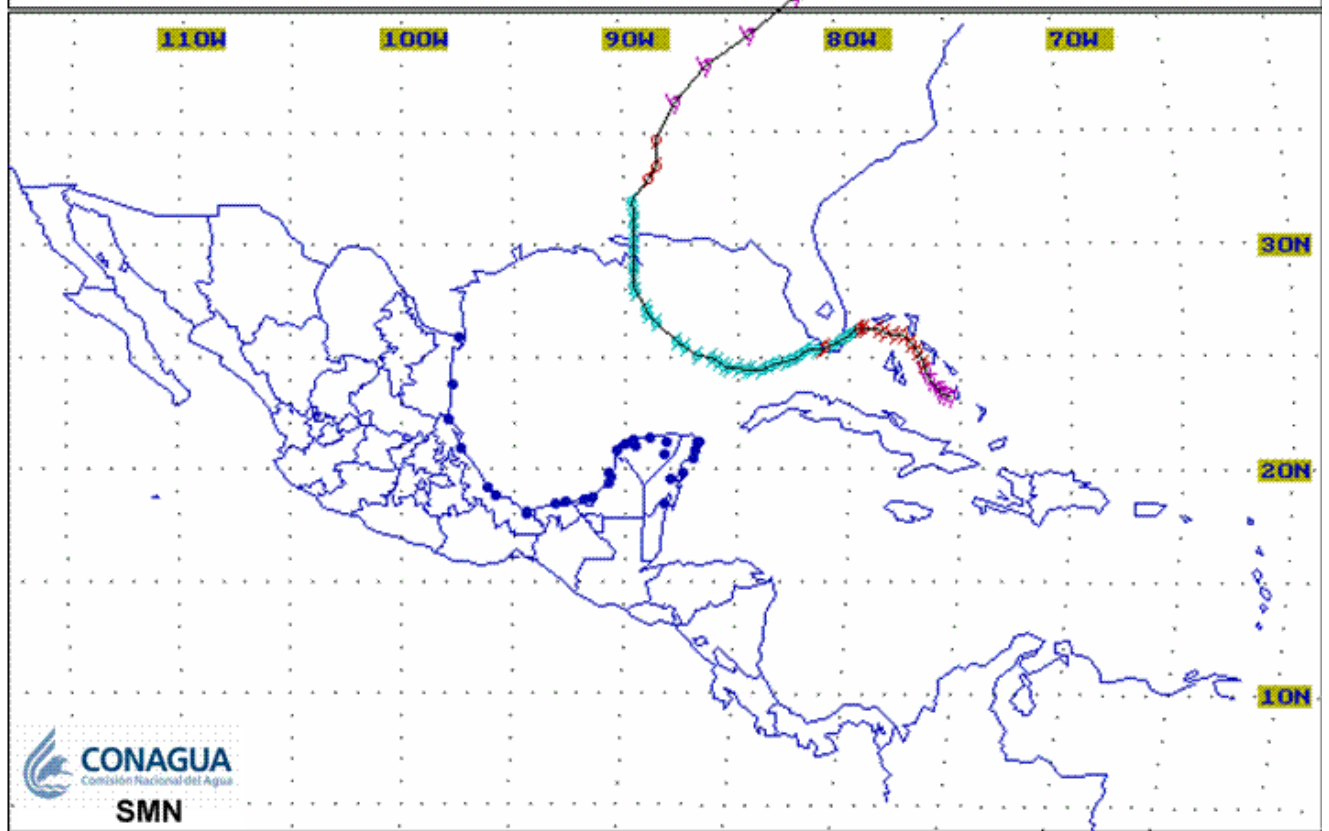 110W 100W 90W 80W 70W
30N
20N
10N
CONAGUA
Comisión Nacional del Agua
SMN